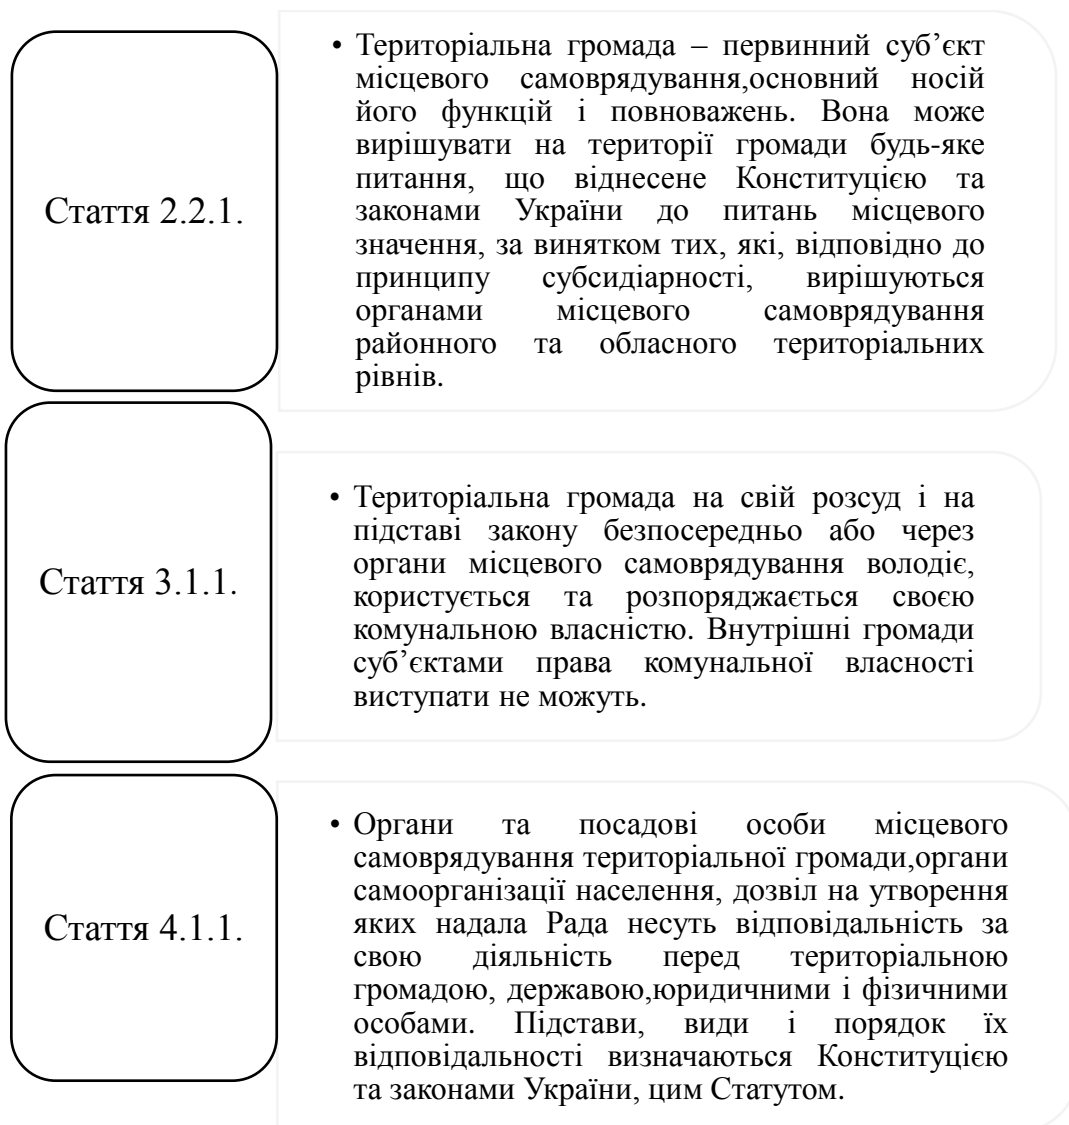 Стаття 2.2.1.
• Територіальна громада – первинний суб’єкт
місцевого самоврядування,основний носій
його функцій і повноважень. Вона може
вирішувати на території громади будь-яке
питання, що віднесене Конституцією та
законами України до питань місцевого
значення, за винятком тих, які, відповідно до
принципу субсидіарності, вирішуються
органами місцевого самоврядування
районного та обласного територіальних
рівнів.
Стаття 3.1.1.
• Територіальна громада на свій розсуд і на
підставі закону безпосередньо або через
органи місцевого самоврядування володіє,
користується та розпоряджається своєю
комунальною власністю. Внутрішні громади
суб’єктами права комунальної власності
виступати не можуть.
Стаття 4.1.1.
• Органи та посадові особи місцевого
самоврядування територіальної громади,органи
самоорганізації населення, дозвіл на утворення
яких надала Рада несуть відповідальність за
свою діяльність перед територіальною
громадою, державою,юридичними і фізичними
особами. Підстави, види і порядок їх
відповідальності визначаються Конституцією
та законами України, цим Статутом.